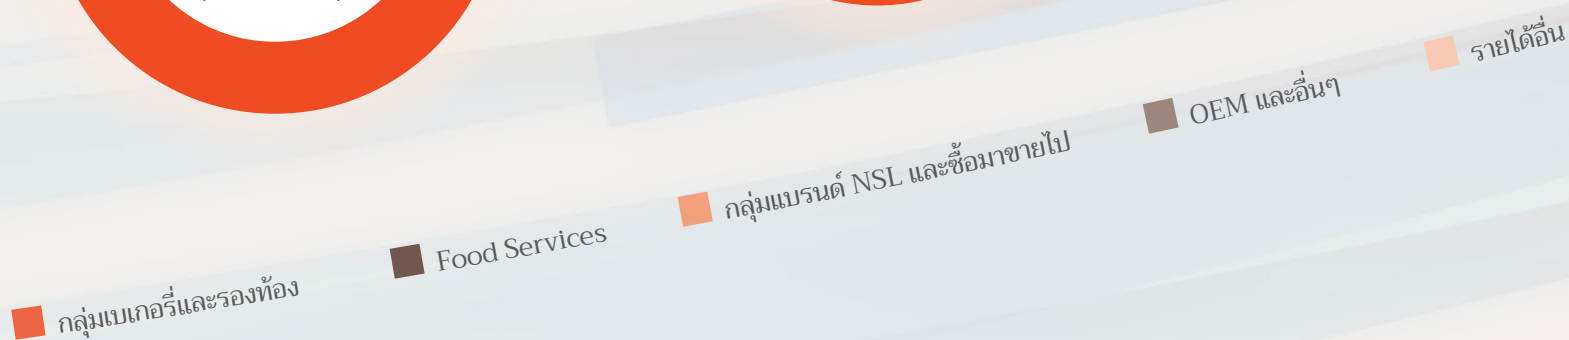 กลุ่มเบเกอรี่และรองท้อง
Food Services
กลุ่มแบรนด์ NSL และซื้อมาขายไป
OEM และอื่นๆ
รายได้อื่น